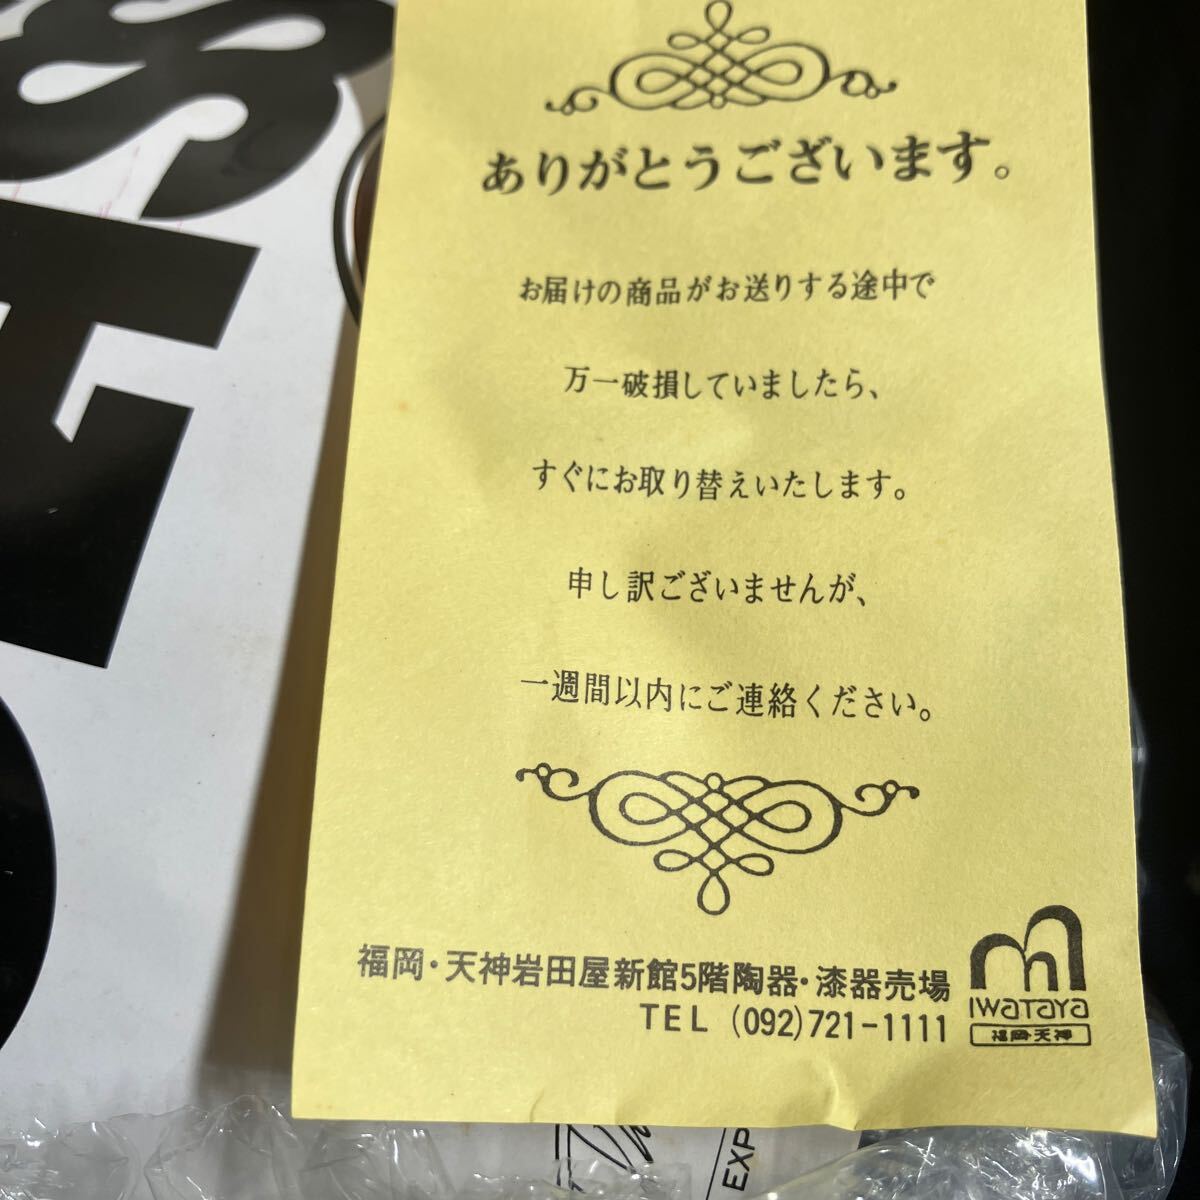 ありがとうございます。
お届けの商品がお送りする途中で
万一破損していましたら、
すぐにお取り替えいたします。
申し訳ございませんが、
一週間以内にご連絡ください。
福岡・天神岩田屋新館5階陶器・漆器売場
TEL (092)721-1111
IWATAYA
福岡・天神
EXP